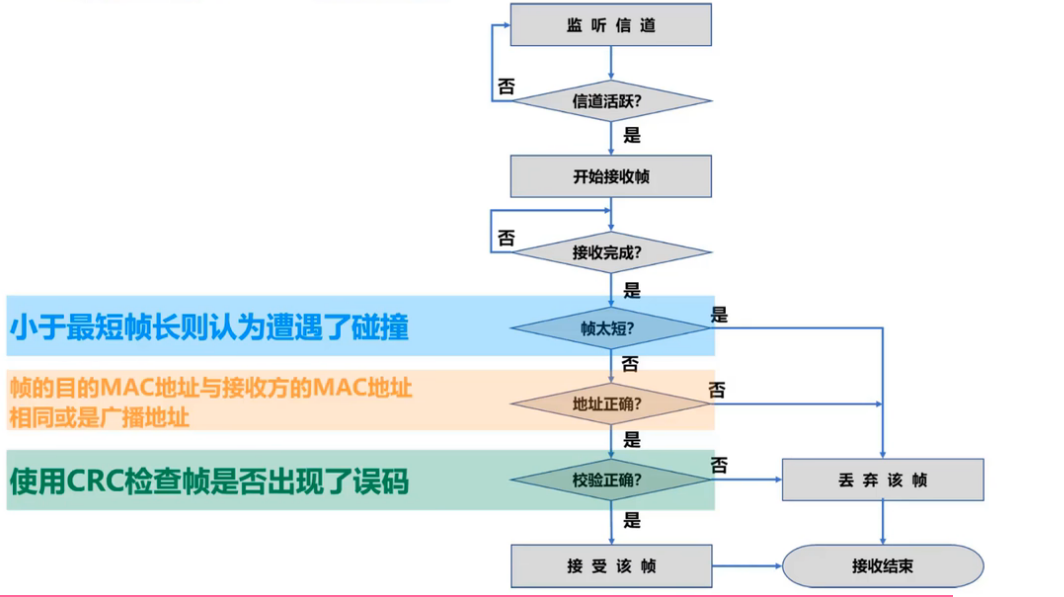 监 听 信 道
否
信道活跃?
是
开始接收帧
否
接收完成?
是
小于最短帧长则认为遭遇了碰撞
帧太短?
是
否
帧的目的MAC地址与接收方的MAC地址
相同或是广播地址
地址正确?
否
是
使用CRC检查帧是否出现了误码
校验正确?
否
丢 弃 该 帧
是
接 受 该 帧
接收结束